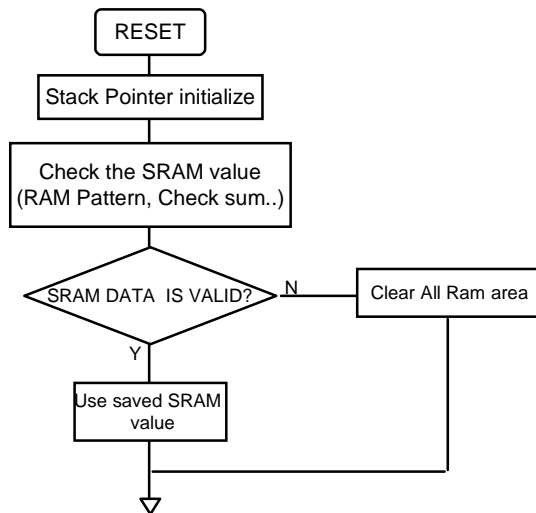 RESET
Stack Pointer initialize
Check the SRAM value
(RAM Pattern, Check sum..)
SRAM DATA IS VALID?
N
Clear All Ram area
Y
Use saved SRAM
value